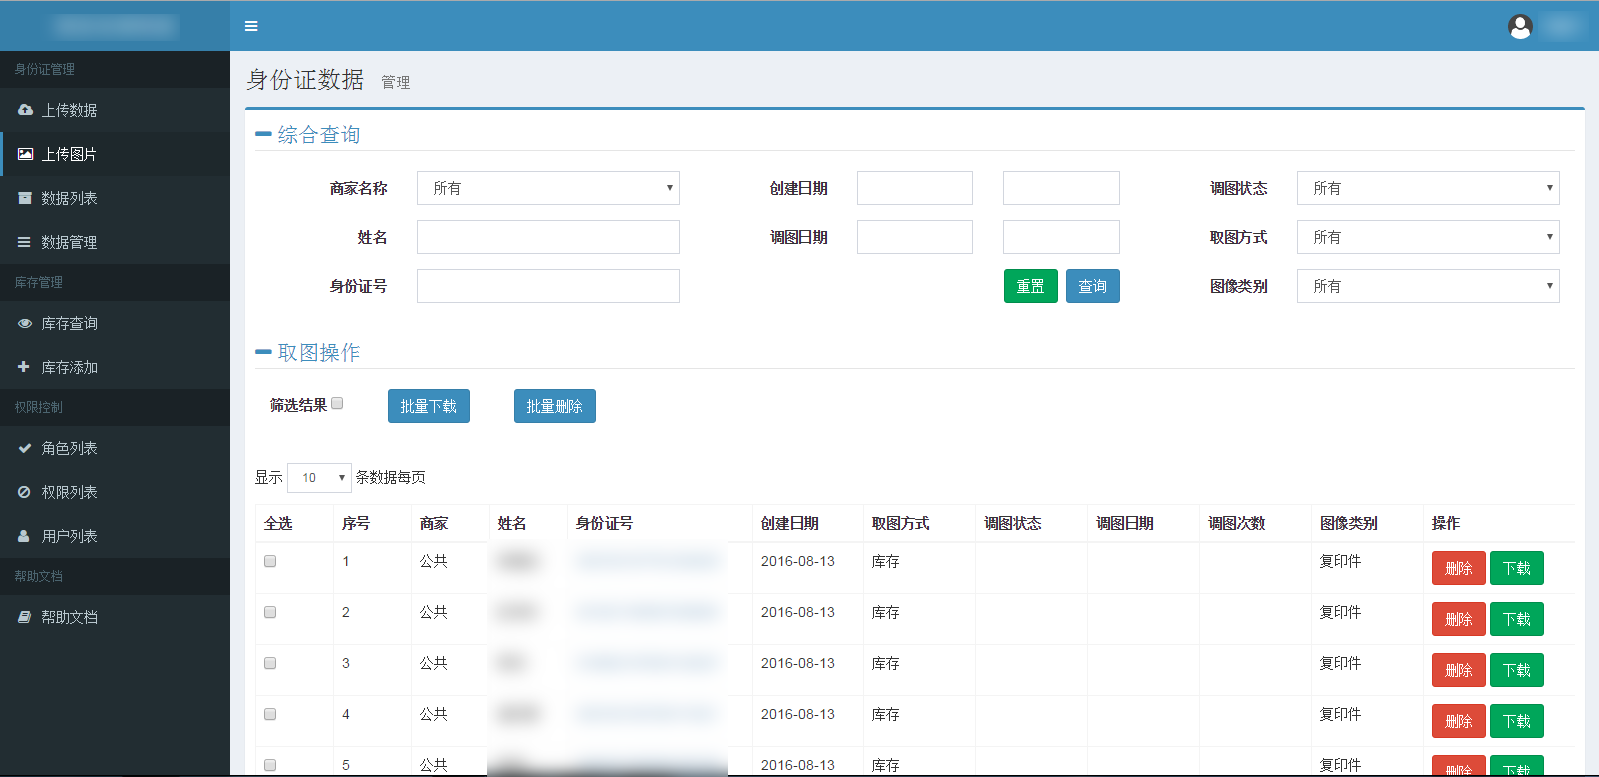 身份证管理
上传数据
上传图片
数据列表
数据管理
库存管理
库存查询
库存添加
权限控制
角色列表
权限列表
用户列表
帮助文档
帮助文档
身份证数据 管理
综合查询
商家名称 所有 创建日期 调图状态 所有
姓名 调图日期 取图方式 所有
身份证号 重置 查询 图像类别 所有
取图操作
筛选结果 批量下载 批量删除
显示 10 条数据每页
全选 序号 商家 姓名 身份证号 创建日期 取图方式 调图状态 调图日期 调图次数 图像类别 操作
1 公共 2016-08-13 库存 复印件 删除 下载
2 公共 2016-08-13 库存 复印件 删除 下载
3 公共 2016-08-13 库存 复印件 删除 下载
4 公共 2016-08-13 库存 复印件 删除 下载
5 公共 2016-08-13 库存 复印件 删除 下载